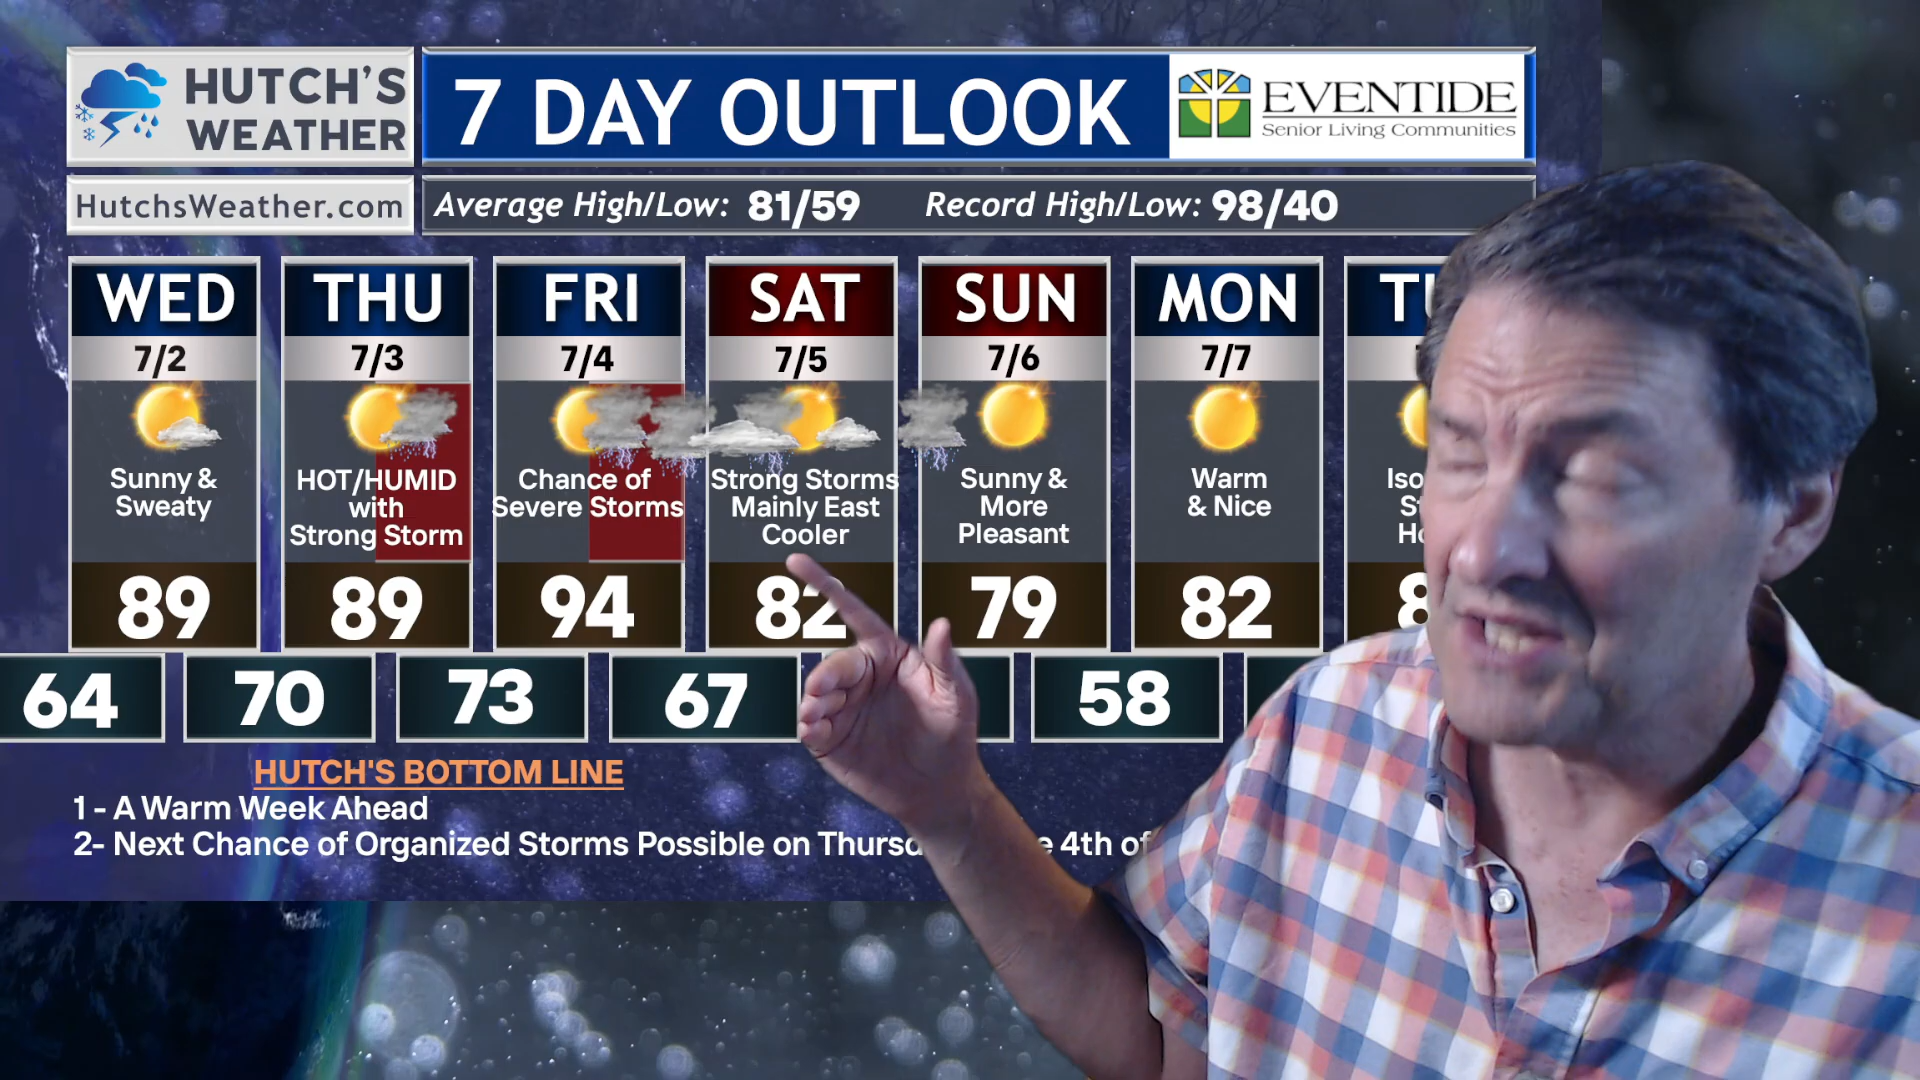 HUTCH'S
WEATHER
HutchsWeather.com
7 DAY OUTLOOK
EVENTIDE
Senior Living Communities
Average High/Low: 81/59 Record High/Low: 98/40
WED
7/2
Sunny &
Sweaty
89
THU
7/3
HOT/HUMID
with
Strong Storm
89
FRI
7/4
Chance of
Severe Storms
94
SAT
7/5
Strong Storms
Mainly East
Cooler
82
SUN
7/6
Sunny &
More
Pleasant
79
MON
7/7
Warm
& Nice
82
64 70 73 67 58
HUTCH'S BOTTOM LINE
1 - A Warm Week Ahead
2- Next Chance of Organized Storms Possible on 4th of